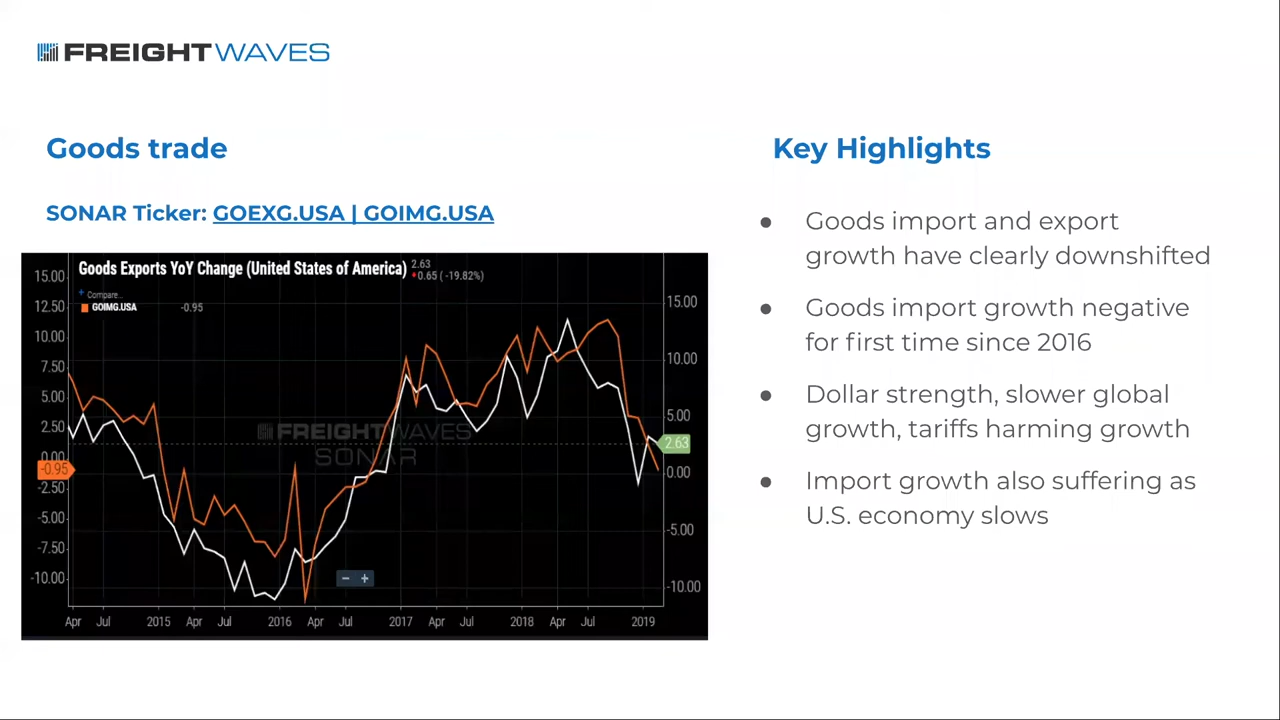 FREIGHTWAVES
Goods trade
SONAR Ticker: GOEXG.USA | GOIMG.USA
Goods Exports YoY Change (United States of America) 2.63
0.65 ( -19.82%)
Compare...
GOIMG.USA -0.95
15.00
12.50
10.00
7.50
5.00
2.50
0.00
-0.95
-2.50
-5.00
-7.50
-10.00
FREIGHTWAVES
SONAR
15.00
10.00
5.00
2.63
0.00
-5.00
-10.00
− +
Apr Jul 2015 Apr Jul 2016 Apr Jul 2017 Apr Jul 2018 Apr Jul 2019
Key Highlights
● Goods import and export
growth have clearly downshifted
● Goods import growth negative
for first time since 2016
● Dollar strength, slower global
growth, tariffs harming growth
● Import growth also suffering as
U.S. economy slows